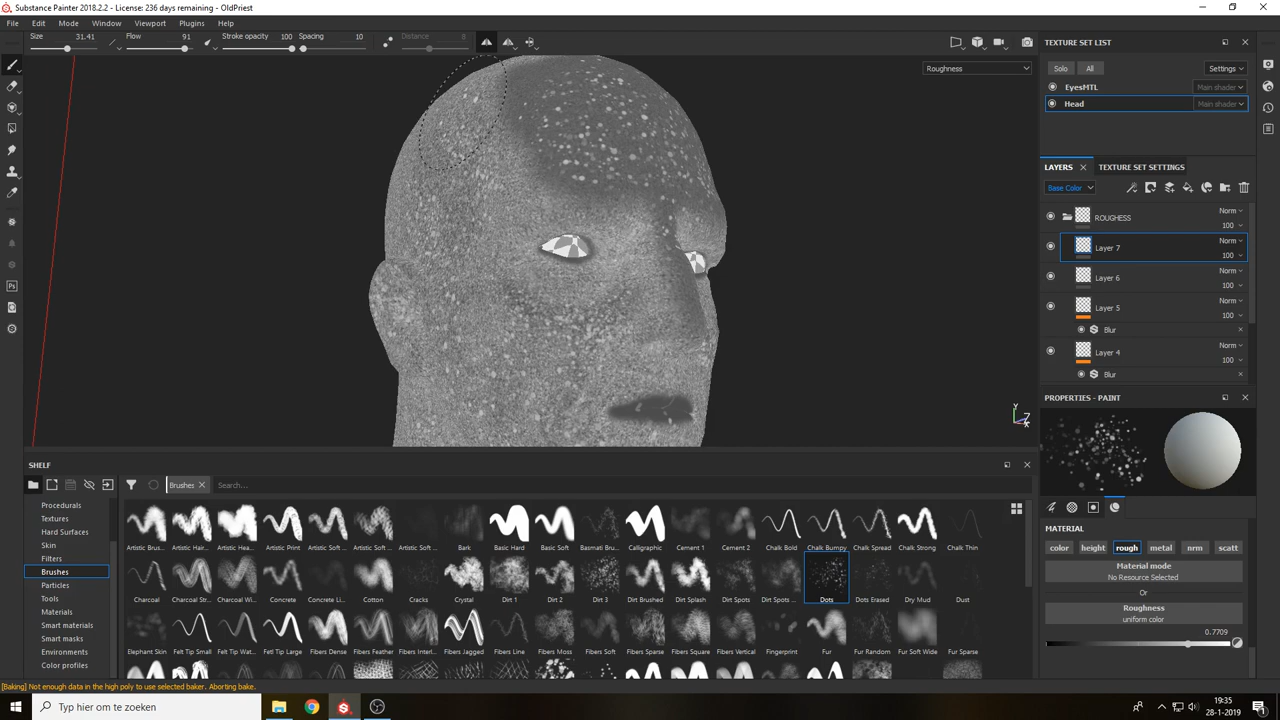 Substance Painter 2018.2.2 - License: 236 days remaining - OldPriest
File Edit Mode Window Viewport Plugins Help
Size 31.41 Flow 91 Stroke opacity 100 Spacing 10 Distance 8
Roughness
TEXTURE SET LIST
Solo All Settings
EyesMTL Main shader
Head Main shader
LAYERS TEXTURE SET SETTINGS
Base Color
ROUGHESS Norm 100
Layer 7 Norm 100
Layer 6 Norm 100
Layer 5 Norm 100
Blur
Layer 4 Norm 100
Blur
PROPERTIES - PAINT
MATERIAL
color height rough metal nrm scatt
Material mode
No Resource Selected
Or
Roughness
uniform color
0.7709
Y
Z
X
SHELF
Brushes Search...
Procedurals
Textures
Hard Surfaces
Skin
Filters
Brushes
Particles
Tools
Materials
Smart materials
Smart masks
Environments
Color profiles
Artistic Brus... Artistic Hair... Artistic Hea... Artistic Print Artistic Soft ... Artistic Soft ... Artistic Soft ... Bark Basic Hard Basic Soft Basmati Bru... Calligraphic Cement 1 Cement 2 Chalk Bold Chalk Bumpy Chalk Spread Chalk Strong Chalk Thin
Charcoal Charcoal Str... Charcoal Wi... Concrete Concrete Li... Cotton Cracks Crystal Dirt 1 Dirt 2 Dirt 3 Dirt Brushed Dirt Splash Dirt Spots Dirt Spots ... Dots Dots Erased Dry Mud Dust
Elephant Skin Felt Tip Small Felt Tip Wat... Felt Tip Large Fibers Dense Fibers Feather Fibers Interl... Fibers Jagged Fibers Line Fibers Moss Fibers Soft Fibers Sparse Fibers Square Fibers Vertical Fingerprint Fur Fur Random Fur Soft Wide Fur Sparse
[Baking] Not enough data in the high poly to use selected baker. Aborting bake.
Typ hier om te zoeken
19:35
28-1-2019